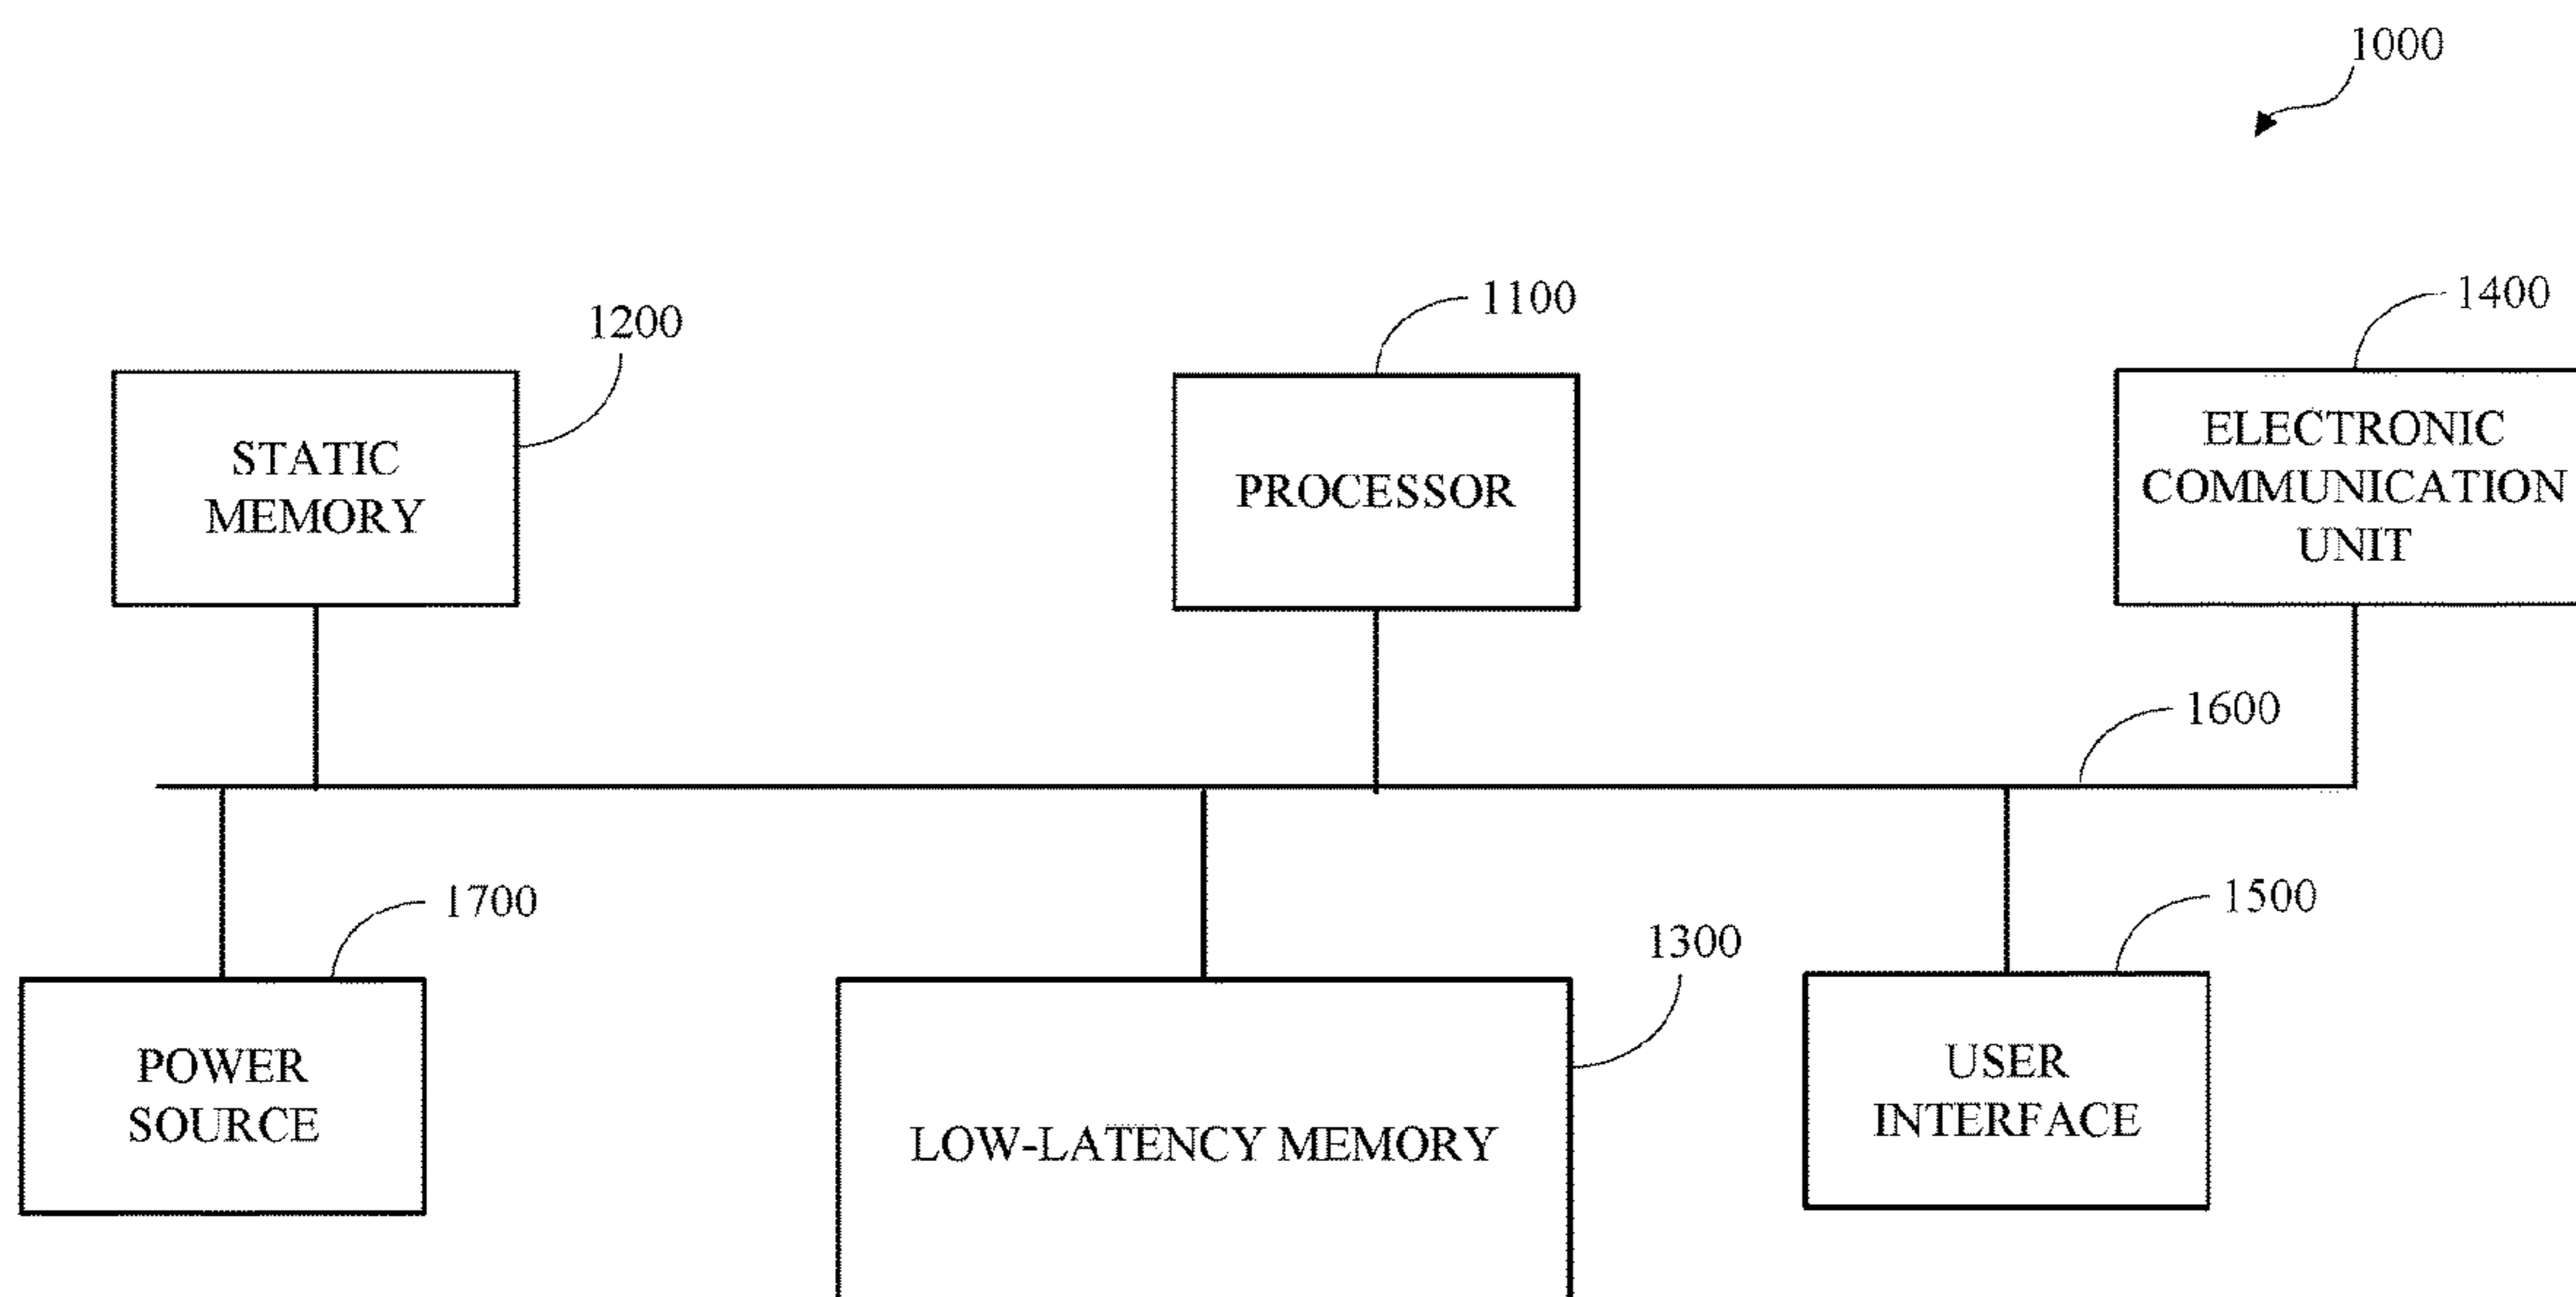 1000
1200
1100
1400
STATIC
MEMORY
PROCESSOR
ELECTRONIC
COMMUNICATION
UNIT
1600
1700
1300
1500
POWER
SOURCE
LOW-LATENCY MEMORY
USER
INTERFACE